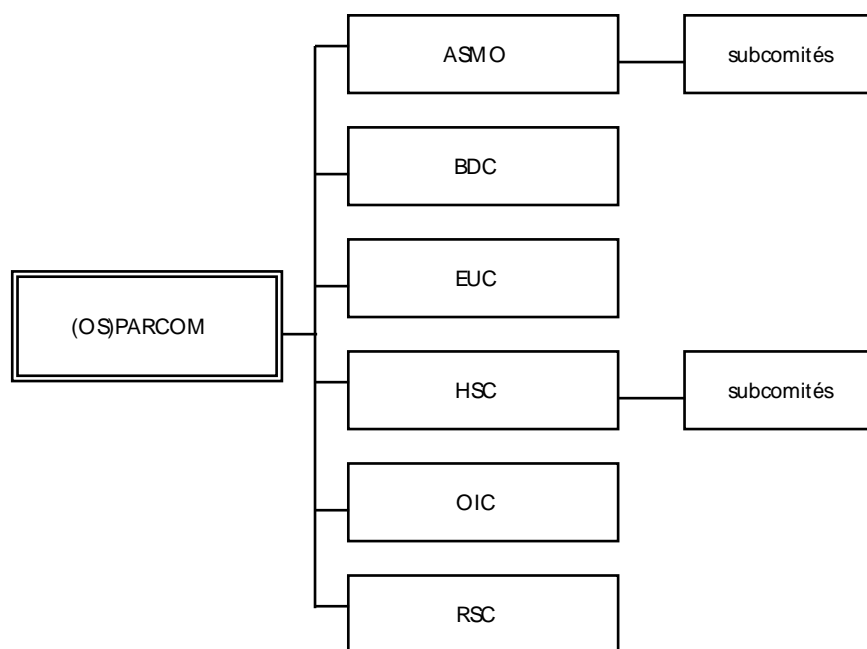 ASMO
subcomités
BDC
EUC
(OS)PARCOM
HSC
subcomités
OIC
RSC